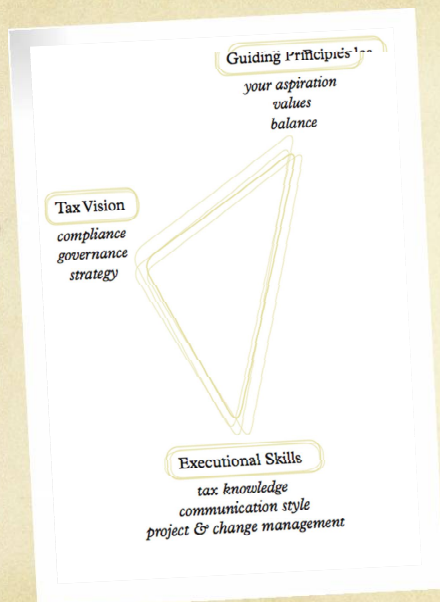 Guiding Principles
your aspiration
values
balance
Tax Vision
compliance
governance
strategy
Executional Skills
tax knowledge
communication style
project & change management